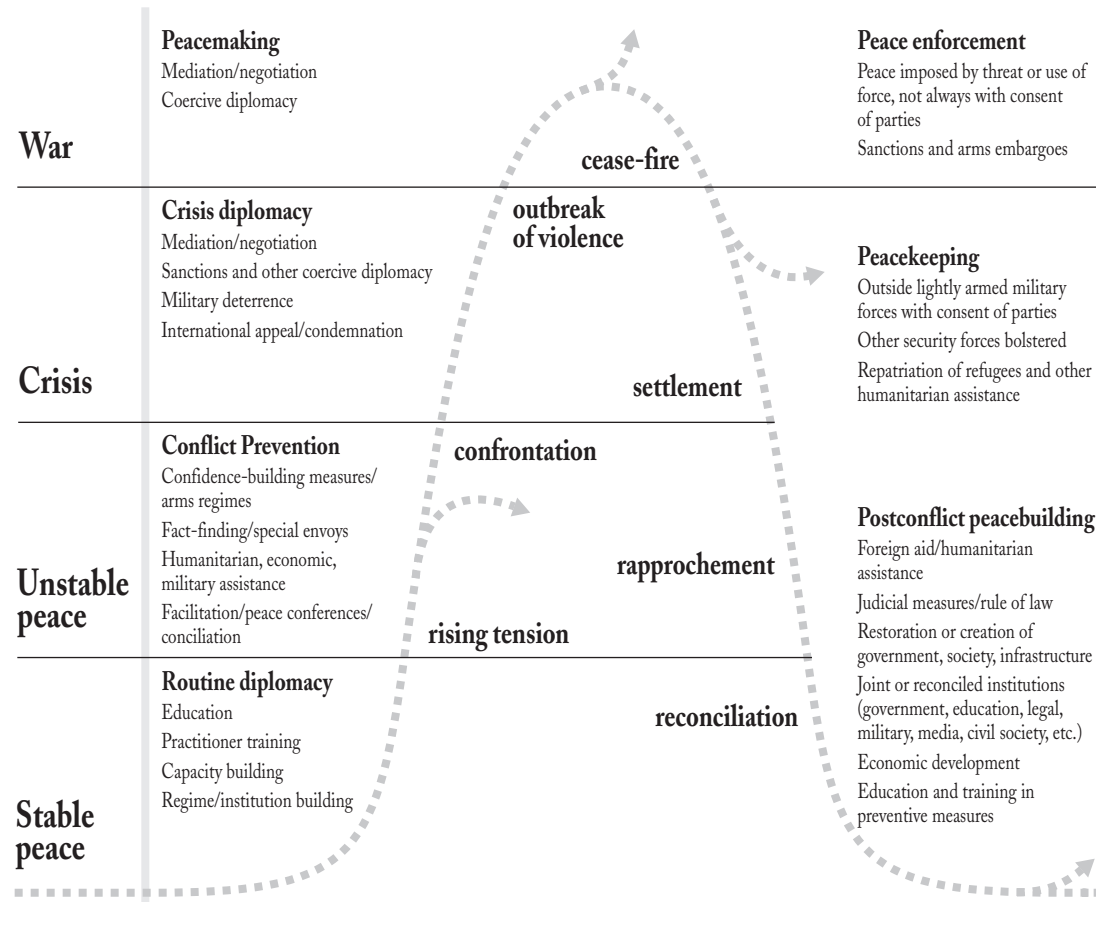 Peacemaking
Mediation/negotiation
Coercive diplomacy
War
Peace enforcement
Peace imposed by threat or use of
force, not always with consent
of parties
Sanctions and arms embargoes
cease-fire
Crisis diplomacy
Mediation/negotiation
Sanctions and other coercive diplomacy
Military deterrence
International appeal/condemnation
Crisis
outbreak
of violence
Peacekeeping
Outside lightly armed military
forces with consent of parties
Other security forces bolstered
Repatriation of refugees and other
humanitarian assistance
settlement
Conflict Prevention
Confidence-building measures/
arms regimes
Fact-finding/special envoys
Humanitarian, economic,
military assistance
Facilitation/peace conferences/
conciliation
Unstable
peace
confrontation
rapprochement
rising tension
Postconflict peacebuilding
Foreign aid/humanitarian
assistance
Judicial measures/rule of law
Restoration or creation of
government, society, infrastructure
Joint or reconciled institutions
(government, education, legal,
military, media, civil society, etc.)
Economic development
Education and training in
preventive measures
Routine diplomacy
Education
Practitioner training
Capacity building
Regime/institution building
reconciliation
Stable
peace